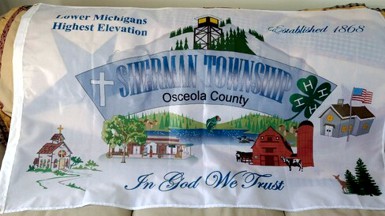 Lower Michigans
Highest Elevation
Established 1868
SHERMAN TOWNSHIP
Osceola County
H H
H H
In God We Trust